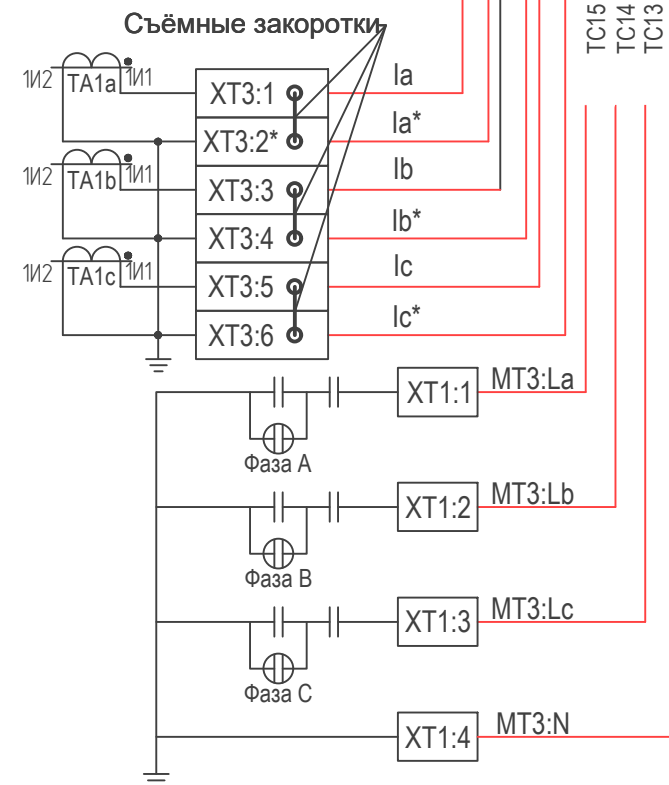 Съёмные закоротки
TC15
TC14
TC13
1И2 TA1a 1И1
XT3:1
Ia
XT3:2*
Ia*
1И2 TA1b 1И1
XT3:3
Ib
XT3:4
Ib*
1И2 TA1c 1И1
XT3:5
Ic
XT3:6
Ic*
XT1:1
MT3:La
Фаза А
XT1:2
MT3:Lb
Фаза В
XT1:3
MT3:Lc
Фаза С
XT1:4
MT3:N